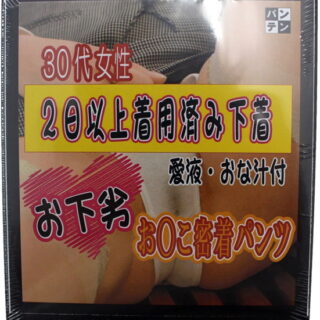 パン
テン
30代女性
2日以上着用済み下着
愛液・おな汁付
お下劣
お〇こ密着パンツ